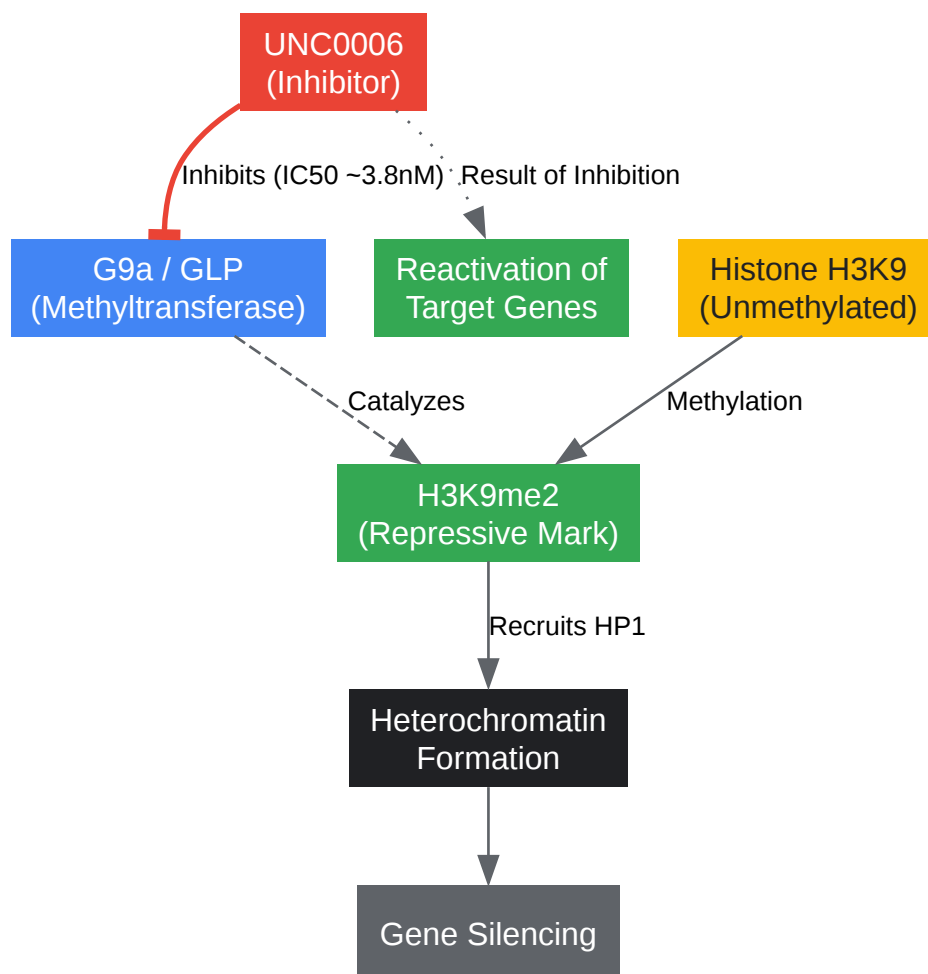 UNC0006
(Inhibitor)
Inhibits (IC50 ~3.8nM)
Result of Inhibition
G9a / GLP
(Methyltransferase)
Reactivation of
Target Genes
Histone H3K9
(Unmethylated)
Catalyzes
Methylation
H3K9me2
(Repressive Mark)
Recruits HP1
Heterochromatin
Formation
Gene Silencing